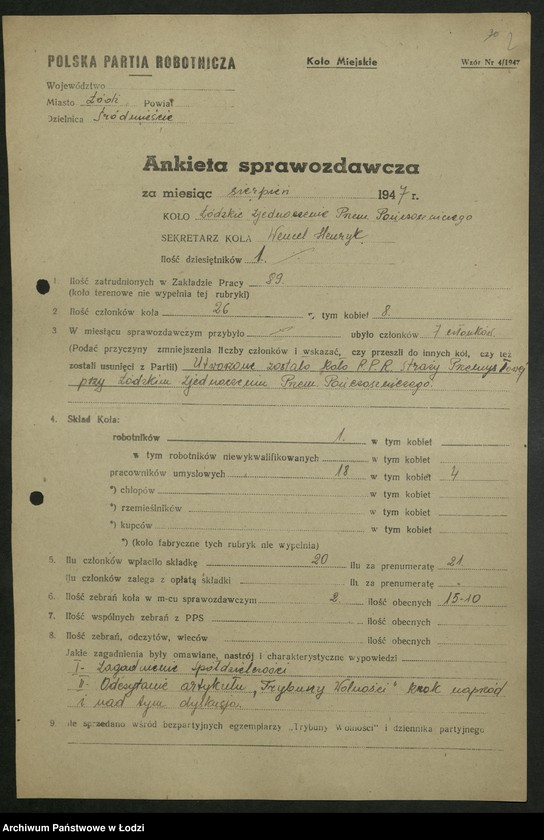 30 2
POLSKA PARTIA ROBOTNICZA Koło Miejskie Wzór Nr 4/1947
Województwo
Miasto Łódź Powiat
Dzielnica Śródmieście
Ankieta sprawozdawcza
za miesiąc sierpień 1947 r.
KOŁO Łódzkie Zjednoczenie Przem. Pończoszniczego
SEKRETARZ KOŁA Wencel Henryk.
Ilość dziesiętników 1.
1 Ilość zatrudnionych w Zakładzie Pracy 89.
(koło terenowe nie wypełnia tej rubryki)
2 Ilość członków koła 26 „ tym kobiet 8.
3 W miesiącu sprawozdawczym przybyło ubyło członków 7 członków
(Podać przyczyny zmniejszenia liczby członków i wskazać, czy przeszli do innych kół, czy też
zostali usunięci z Partii) Utworzone zostało koło P.P.R. Straży Przemysłowej
przy Łódzkim Zjednoczeniu Przem. Pończoszniczego.
4. Skład Koła:
robotników 1. w tym kobiet
w tym robotników niewykwalifikowanych w tym kobiet
pracowników umysłowych 18 w tym kobiet 4
*) chłopów w tym kobiet
*) rzemieślników w tym kobiet
*) kupców w tym kobiet
*) (koło fabryczne tych rubryk nie wypełnia)
5. Ilu członków wpłaciło składkę 20 Ilu za prenumeratę 21
Ilu członków zalega z opłatą składki Ilu za prenumeratę
6. Ilość zebrań koła w m-cu sprawozdawczym 2. ilość obecnych 15-10
7. Ilość wspólnych zebrań z PPS ilość obecnych
8. Ilość zebrań, odczytów, wieców ilość obecnych
Jakie zagadnienia były omawiane, nastrój i charakterystyczne wypowiedzi
I- Zagadnienie spółdzielczości
II- Odczytanie artykułu „Trybuny Wolności" krok naprzód
i nad tym dyskusja.
9. Ile sprzedano wśród bezpartyjnych egzemplarzy „Trybuny Wolności" i dziennika partyjnego
Archiwum Państwowe w Łodzi